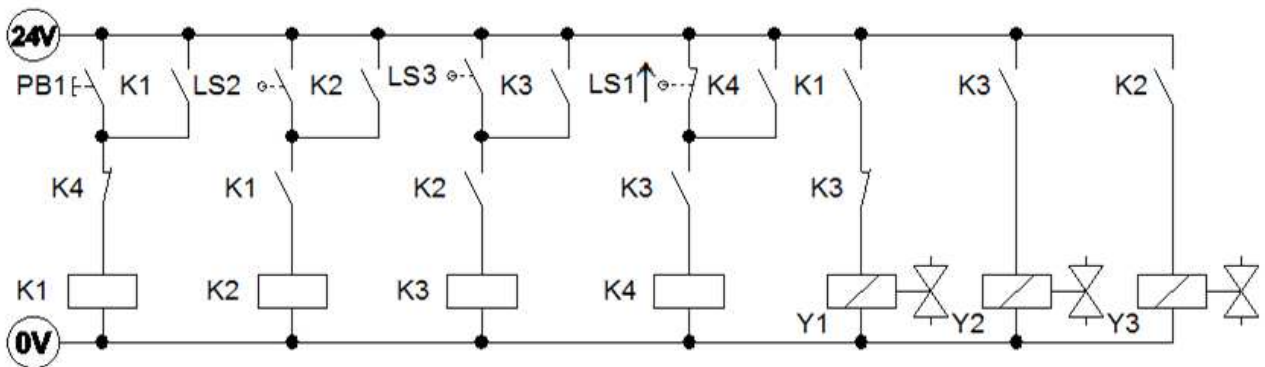 24V
PB1 K1 LS2 K2 LS3 K3 LS1 K4 K1 K3 K2
K4 K1 K2 K3 K3
K1 K2 K3 K4
Y1 Y2 Y3
0V